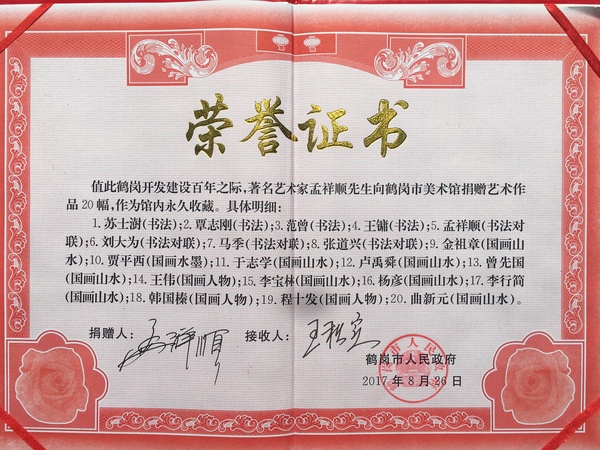 荣誉证书
值此鹤岗开发建设百年之际,著名艺术家孟祥顺先生向鹤岗市美术馆捐赠艺术作
品20幅,作为馆内永久收藏。具体明细:
1.苏士澍(书法);2.覃志刚(书法);3.范曾(书法);4.王镛(书法);5.孟祥顺(书法对
联);6.刘大为(书法对联);7.马季(书法对联);8.张道兴(书法);9.金祖章(国画山
水);10.贾平西(国画水墨);11.于志学(国画山水);12.卢禹舜(国画山水);13.曾先国
(国画山水);14.王伟(国画人物);15.李宝林(国画山水);16.杨彦(国画山水);17.李行简
(国画山水);18.韩国榛(国画人物);19.程十发(国画人物);20.曲新元(国画山水)。
捐赠人: 孟祥顺 接收人:
鹤岗市人民政府
2017年8月26日